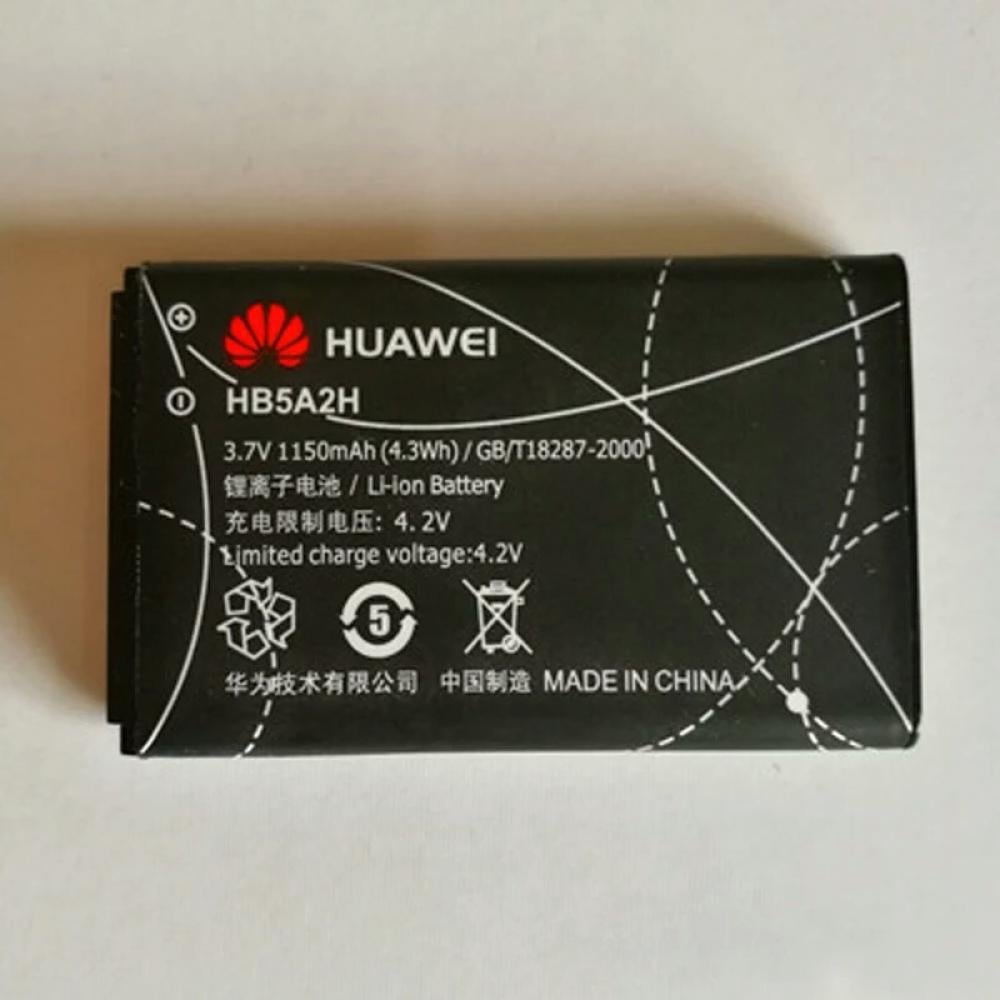 HUAWEI
HB5A2H
3.7V 1150mAh (4.3Wh) / GB/T18287-2000
锂离子电池 / Li-ion Battery
充电限制电压: 4.2V
Limited charge voltage:4.2V
5
华为技术有限公司 中国制造 MADE IN CHINA